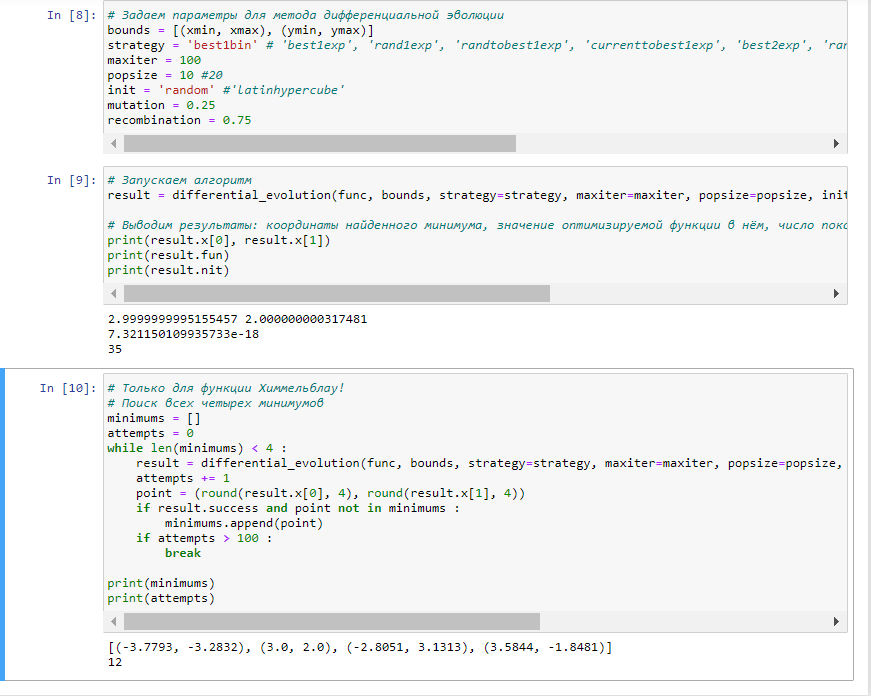 In [8]:
# Задаем параметры для метода дифференциальной эволюции
bounds = [(xmin, xmax), (ymin, ymax)]
strategy = 'best1bin' # 'best1exp', 'rand1exp', 'randtobest1exp', 'currenttobest1exp', 'best2exp', 'ran
maxiter = 100
popsize = 10 #20
init = 'random' #'latinhypercube'
mutation = 0.25
recombination = 0.75
In [9]:
# Запускаем алгоритм
result = differential_evolution(func, bounds, strategy=strategy, maxiter=maxiter, popsize=popsize, init
# Выводим результаты: координаты найденного минимума, значение оптимизируемой функции в нём, число поко
print(result.x[0], result.x[1])
print(result.fun)
print(result.nit)
2.9999999995155457 2.000000000317481
7.321150109935733e-18
35
In [10]:
# Только для функции Химмельблау!
# Поиск всех четырех минимумов
minimums = []
attempts = 0
while len(minimums) < 4 :
    result = differential_evolution(func, bounds, strategy=strategy, maxiter=maxiter, popsize=popsize,
    attempts += 1
    point = (round(result.x[0], 4), round(result.x[1], 4))
    if result.success and point not in minimums :
        minimums.append(point)
    if attempts > 100 :
        break
print(minimums)
print(attempts)
[(-3.7793, -3.2832), (3.0, 2.0), (-2.8051, 3.1313), (3.5844, -1.8481)]
12